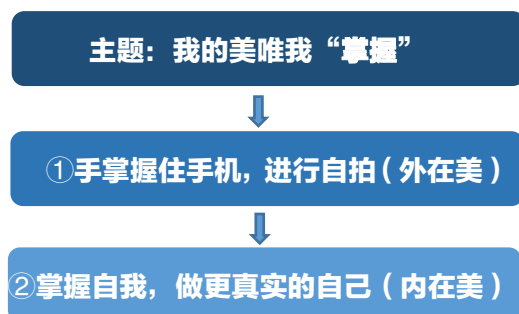 主题：我的美唯我“掌握”
①手掌握住手机，进行自拍（外在美）
②掌握自我，做更真实的自己（内在美）